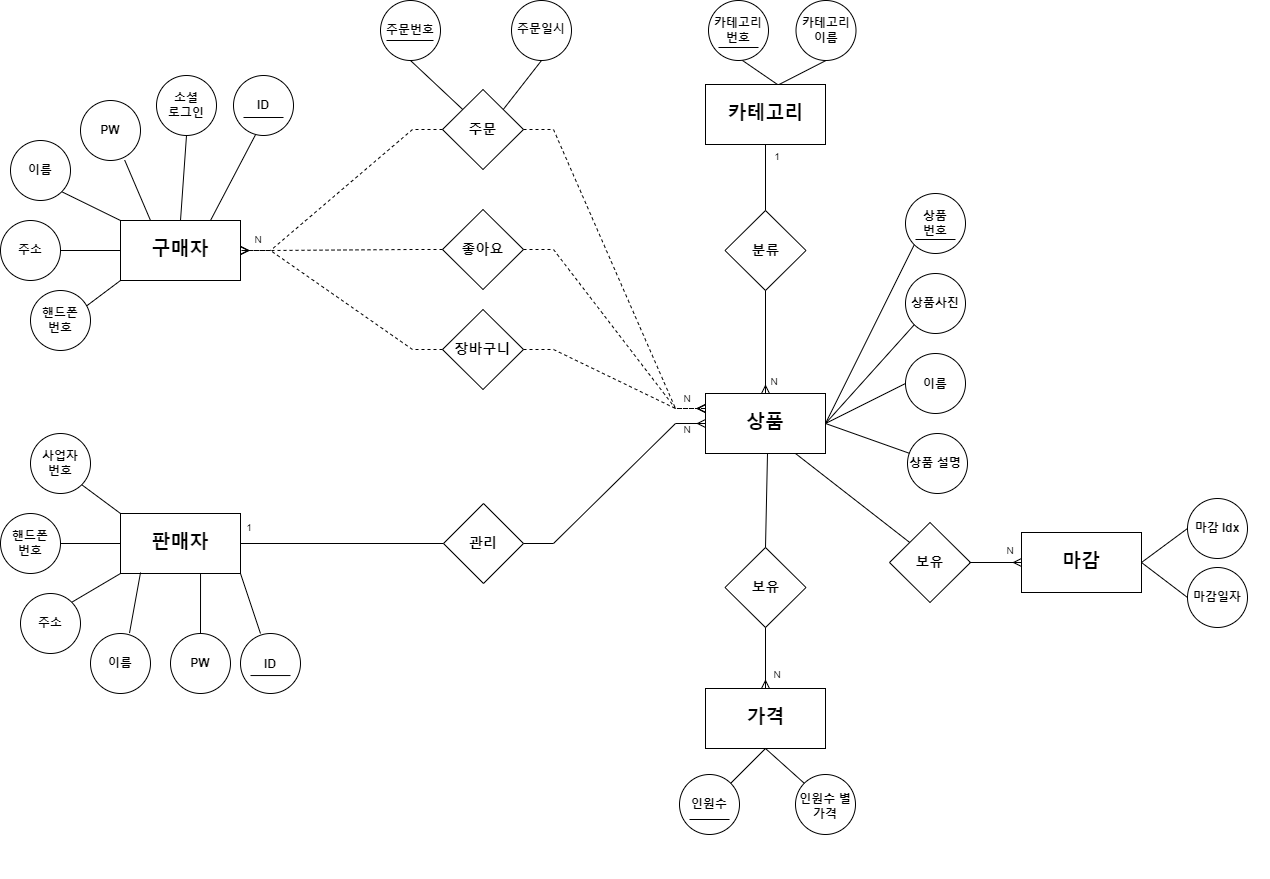 주문번호
주문일시
카테고리
번호
카테고리
이름
소셜
로그인
ID
PW
이름
주소
핸드폰
번호
구매자
N
주문
좋아요
장바구니
카테고리
1
분류
N
상품
번호
상품사진
이름
상품 설명
상품
N
N
사업자
번호
핸드폰
번호
주소
이름
PW
ID
판매자
1
관리
보유
N
마감
마감 Idx
마감일자
보유
N
가격
인원수
인원수 별
가격